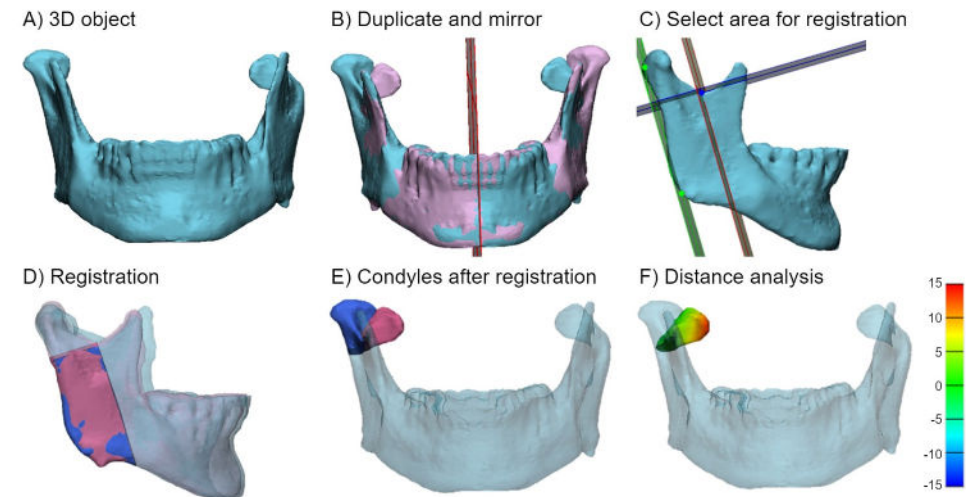 A) 3D object
B) Duplicate and mirror
C) Select area for registration
D) Registration
E) Condyles after registration
F) Distance analysis
15
10
5
0
-5
-10
-15